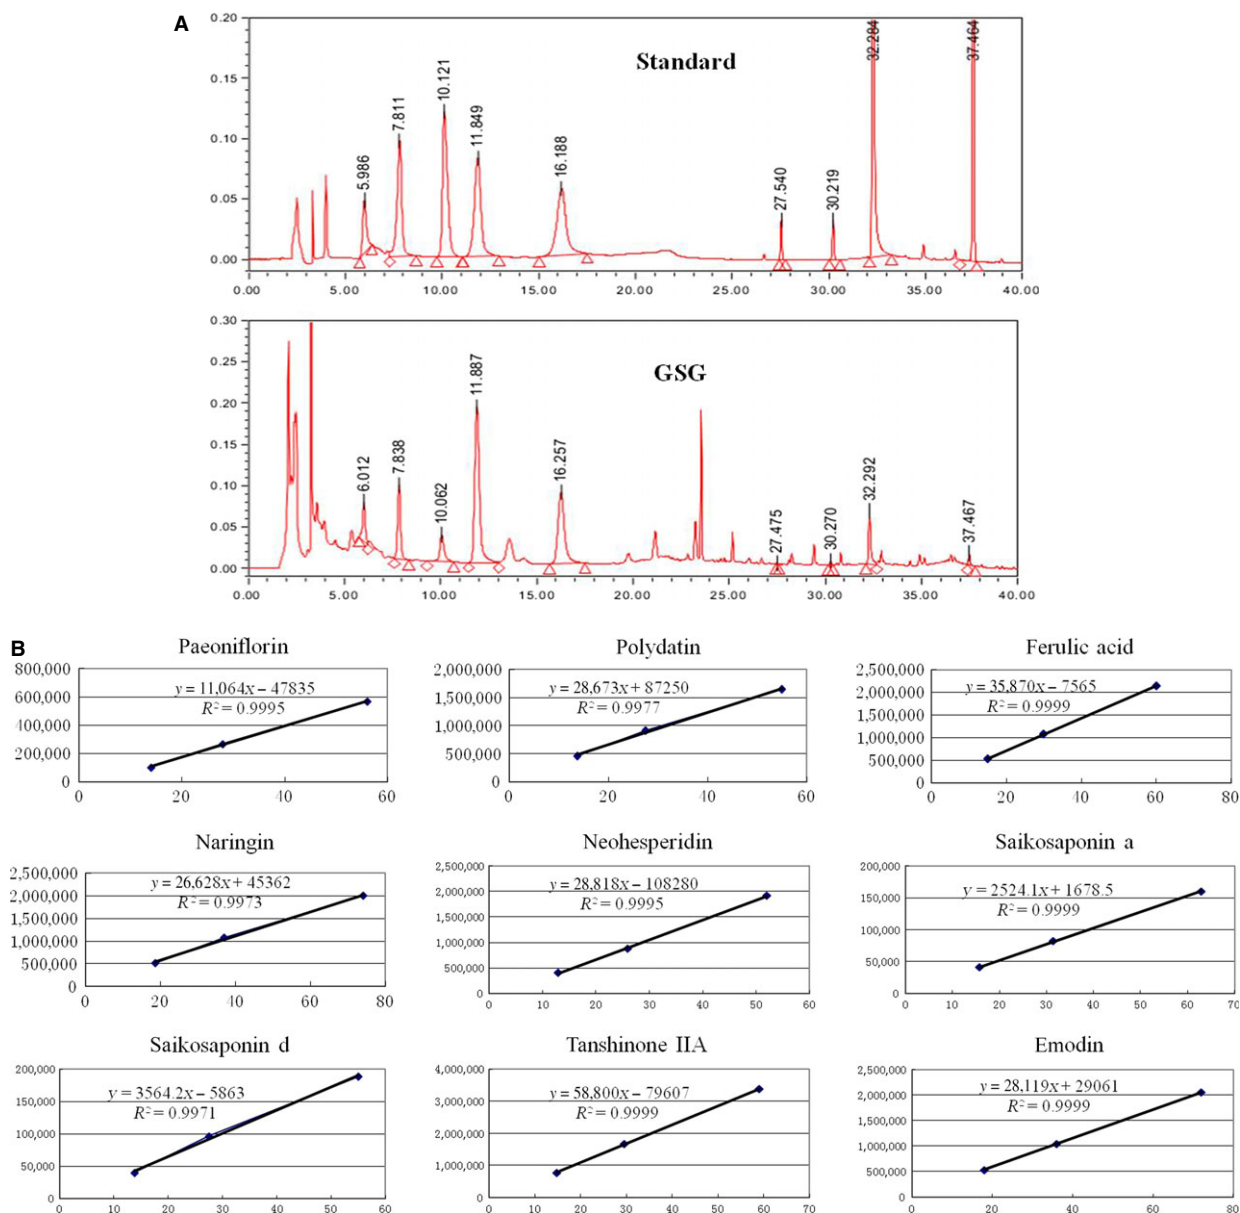 A
Standard
5.986
7.811
10.121
11.849
16.188
27.540
30.219
32.284
37.464
0.20
0.15
0.10
0.05
0.00
0.00 5.00 10.00 15.00 20.00 25.00 30.00 35.00 40.00
GSG
6.012
7.838
10.062
11.887
16.257
27.475
30.270
32.292
37.467
0.30
0.25
0.20
0.15
0.10
0.05
0.00
0.00 5.00 10.00 15.00 20.00 25.00 30.00 35.00 40.00
B
Paeoniflorin
y = 11,064x – 47835
R² = 0.9995
800,000
600,000
400,000
200,000
0
0 20 40 60
Polydatin
y = 28,673x + 87250
R² = 0.9977
2,000,000
1,500,000
1,000,000
500,000
0
0 20 40 60
Ferulic acid
y = 35,870x – 7565
R² = 0.9999
2,500,000
2,000,000
1,500,000
1,000,000
500,000
0
0 20 40 60 80
Naringin
y = 26,628x + 45362
R² = 0.9973
2,500,000
2,000,000
1,500,000
1,000,000
500,000
0
0 20 40 60 80
Neohesperidin
y = 28,818x – 108280
R² = 0.9995
2,500,000
2,000,000
1,500,000
1,000,000
500,000
0
0 10 20 30 40 50 60
Saikosaponin a
y = 2524.1x + 1678.5
R² = 0.9999
200,000
150,000
100,000
50,000
0
0 10 20 30 40 50 60 70
Saikosaponin d
y = 3564.2x – 5863
R² = 0.9971
200,000
150,000
100,000
50,000
0
0 10 20 30 40 50 60
Tanshinone IIA
y = 58,800x – 79607
R² = 0.9999
4,000,000
3,000,000
2,000,000
1,000,000
0
0 10 20 30 40 50 60 70
Emodin
y = 28,119x + 29061
R² = 0.9999
2,500,000
2,000,000
1,500,000
1,000,000
500,000
0
0 20 40 60 80